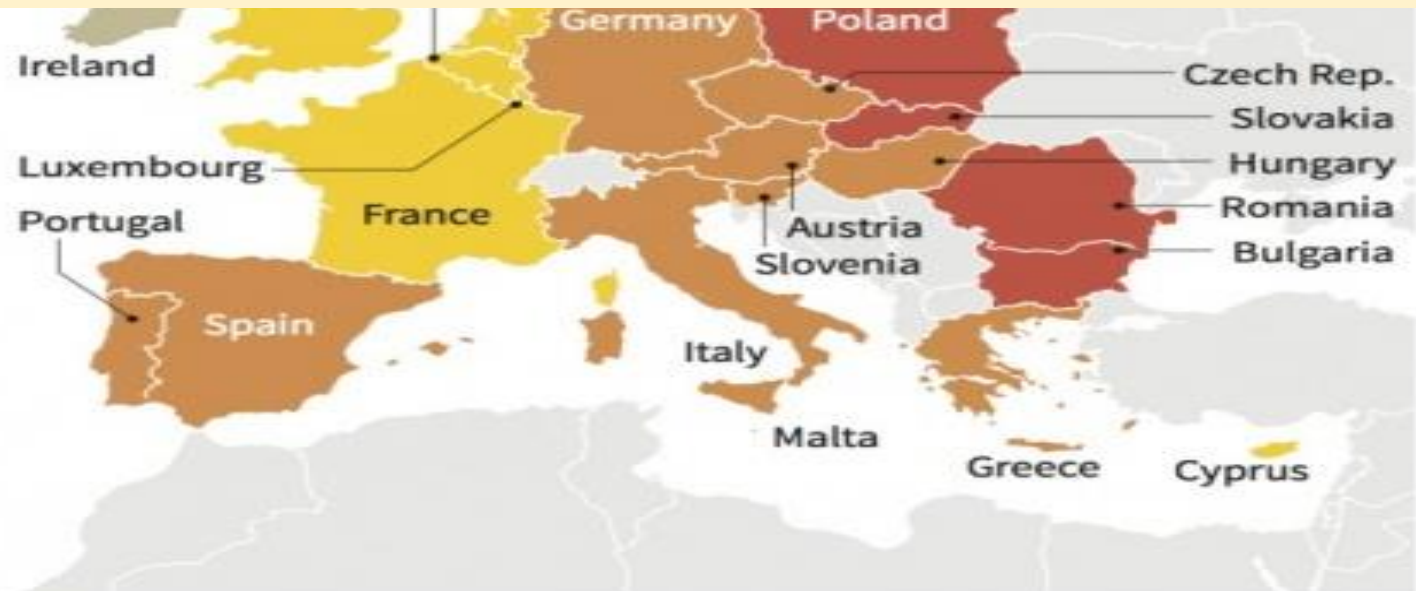 Germany
Poland
Ireland
Czech Rep.
Slovakia
Luxembourg
Hungary
Portugal
France
Romania
Austria
Bulgaria
Slovenia
Spain
Italy
Malta
Greece
Cyprus